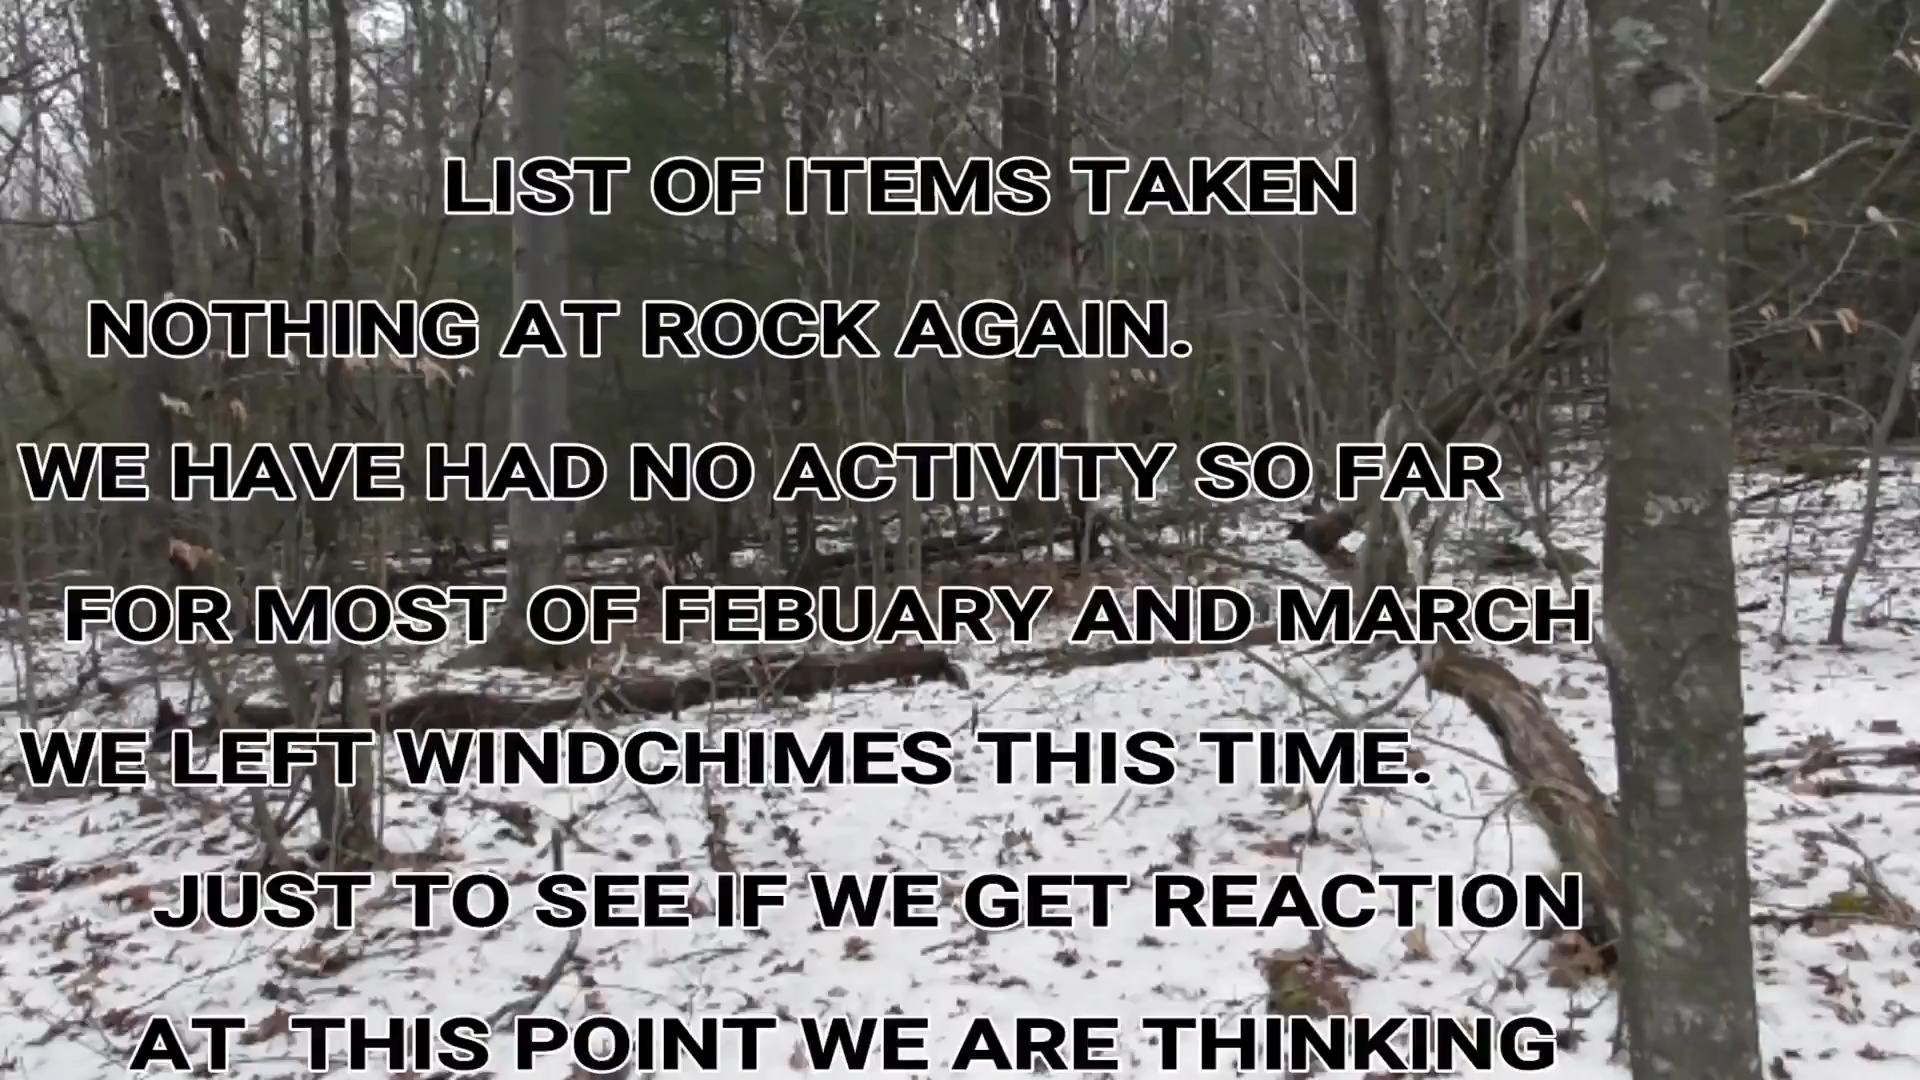 LIST OF ITEMS TAKEN
NOTHING AT ROCK AGAIN.
WE HAVE HAD NO ACTIVITY SO FAR
FOR MOST OF FEBUARY AND MARCH
WE LEFT WINDCHIMES THIS TIME.
JUST TO SEE IF WE GET REACTION
AT THIS POINT WE ARE THINKING